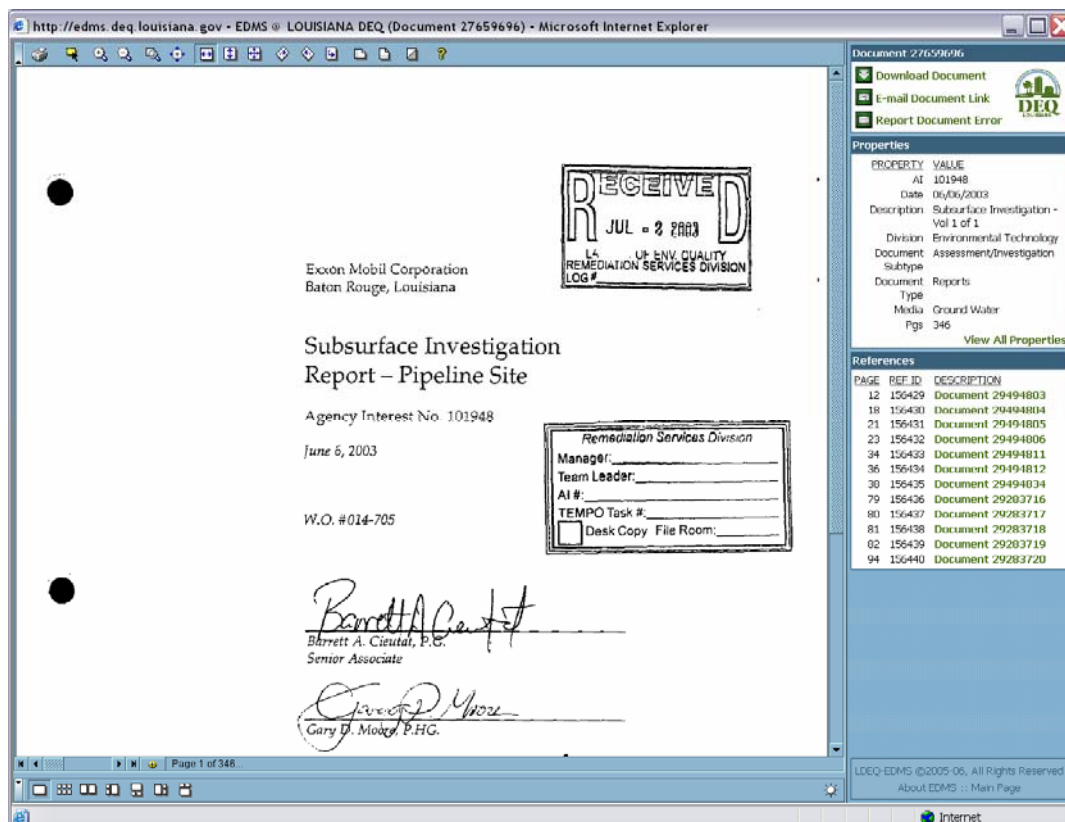 http://edms.deq.louisiana.gov - EDMS @ LOUISIANA DEQ (Document 27659696) - Microsoft Internet Explorer
RECEIVED
JUL - 2 2003
LA OF ENV. QUALITY
REMEDIATION SERVICES DIVISION
LOG#
Exxon Mobil Corporation
Baton Rouge, Louisiana
Subsurface Investigation
Report – Pipeline Site
Agency Interest No. 101948
June 6, 2003
W.O. #014-705
Remediation Services Division
Manager:
Team Leader:
AI #:
TEMPO Task #:
Desk Copy File Room:
Barrett A. Cieutat
Barrett A. Cieutat, P.G.
Senior Associate
Gary D. Moore
Gary D. Moore, P.HG.
Page 1 of 346...
Document 27659696
Download Document
E-mail Document Link
Report Document Error
DEQ
LOUISIANA
Properties
PROPERTY VALUE
AI 101948
Date 06/06/2003
Description Subsurface Investigation -
Vol 1 of 1
Division Environmental Technology
Document Assessment/Investigation
Subtype
Document Reports
Type
Media Ground Water
Pgs 346
View All Properties
References
PAGE REF ID DESCRIPTION
12 156429 Document 29494803
18 156430 Document 29494804
21 156431 Document 29494805
23 156432 Document 29494806
34 156433 Document 29494811
36 156434 Document 29494812
38 156435 Document 29494834
79 156436 Document 29283716
80 156437 Document 29283717
81 156438 Document 29283718
82 156439 Document 29283719
94 156440 Document 29283720
LDEQ-EDMS ©2005-06, All Rights Reserved
About EDMS :: Main Page
Internet